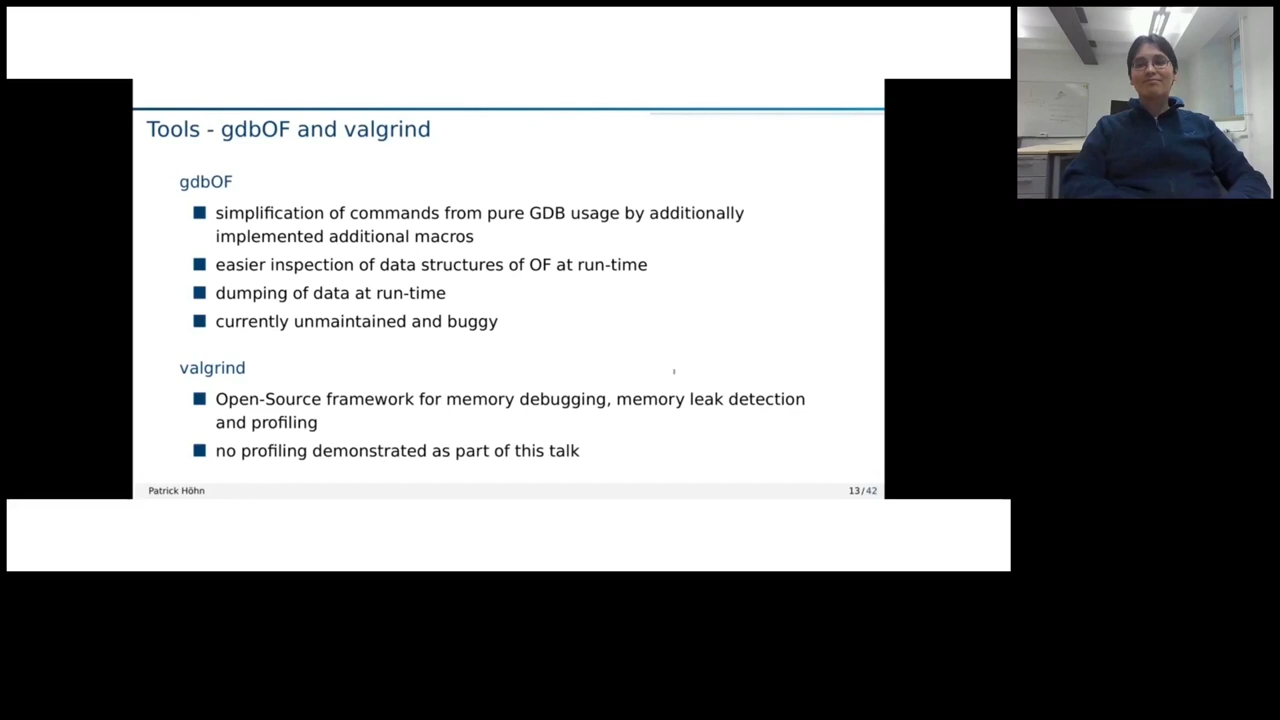 Tools - gdbOF and valgrind
gdbOF
simplification of commands from pure GDB usage by additionally
implemented additional macros
easier inspection of data structures of OF at run-time
dumping of data at run-time
currently unmaintained and buggy
valgrind
Open-Source framework for memory debugging, memory leak detection
and profiling
no profiling demonstrated as part of this talk
Patrick Höhn
13/42